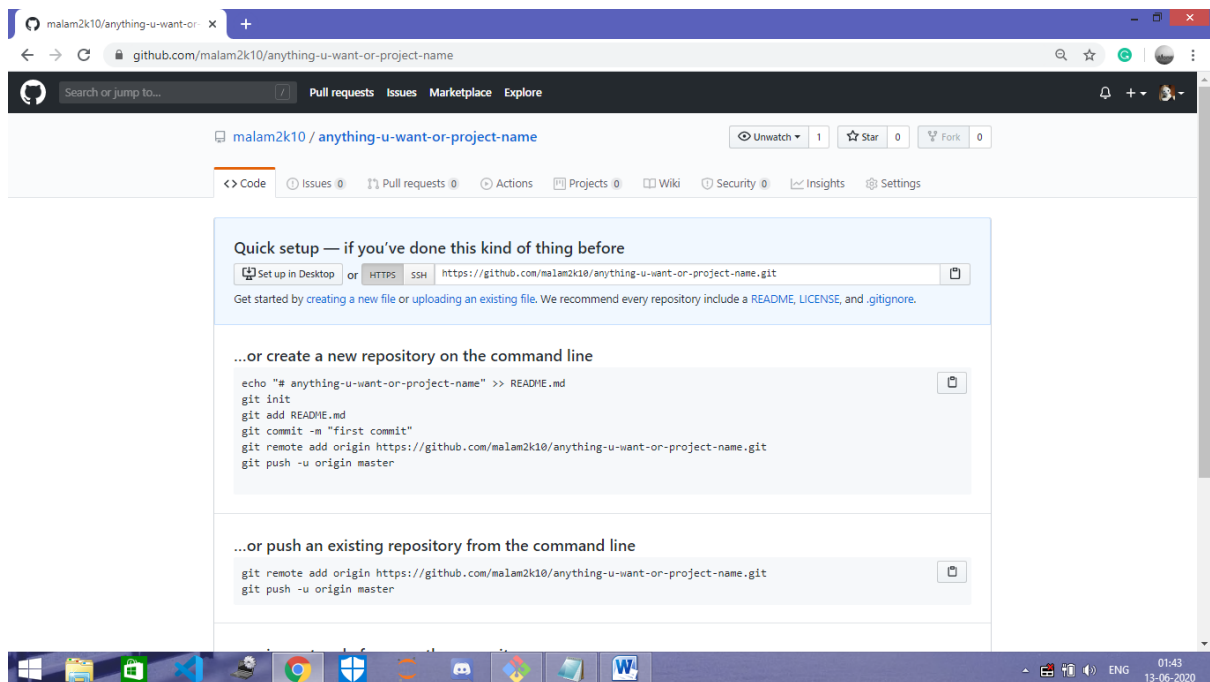 malam2k10/anything-u-want-or-
github.com/malam2k10/anything-u-want-or-project-name
Search or jump to... / Pull requests Issues Marketplace Explore
malam2k10 / anything-u-want-or-project-name Unwatch 1 Star 0 Fork 0
Code Issues 0 Pull requests 0 Actions Projects 0 Wiki Security 0 Insights Settings
Quick setup — if you’ve done this kind of thing before
Set up in Desktop or HTTPS SSH https://github.com/malam2k10/anything-u-want-or-project-name.git
Get started by creating a new file or uploading an existing file. We recommend every repository include a README, LICENSE, and .gitignore.
…or create a new repository on the command line
echo "# anything-u-want-or-project-name" >> README.md
git init
git add README.md
git commit -m "first commit"
git remote add origin https://github.com/malam2k10/anything-u-want-or-project-name.git
git push -u origin master
…or push an existing repository from the command line
git remote add origin https://github.com/malam2k10/anything-u-want-or-project-name.git
git push -u origin master
ENG 01:43
13-06-2020